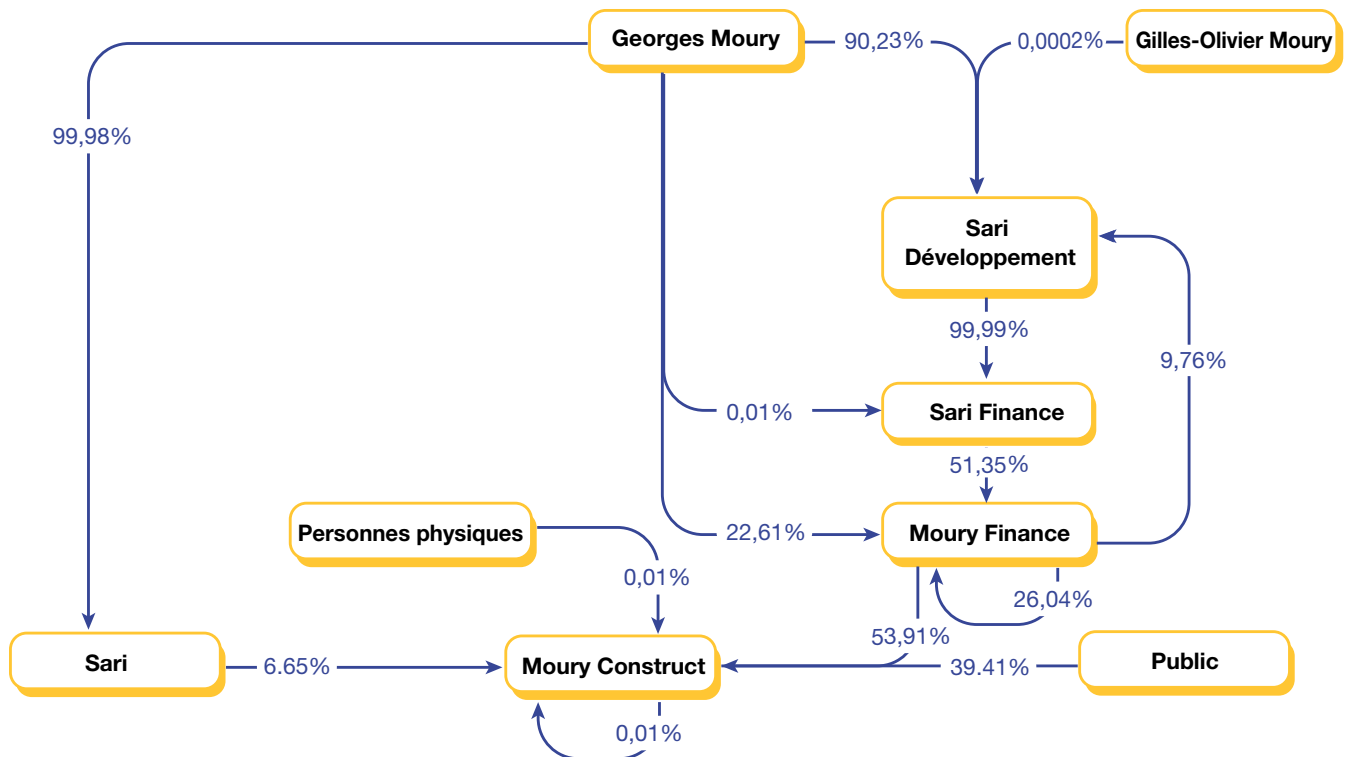 Georges Moury
90,23%
0,0002%
Gilles-Olivier Moury
99,98%
Sari
Développement
99,99%
9,76%
0,01%
Sari Finance
51,35%
Personnes physiques
22,61%
Moury Finance
0,01%
26,04%
53,91%
Sari
6.65%
Moury Construct
39.41%
Public
0,01%